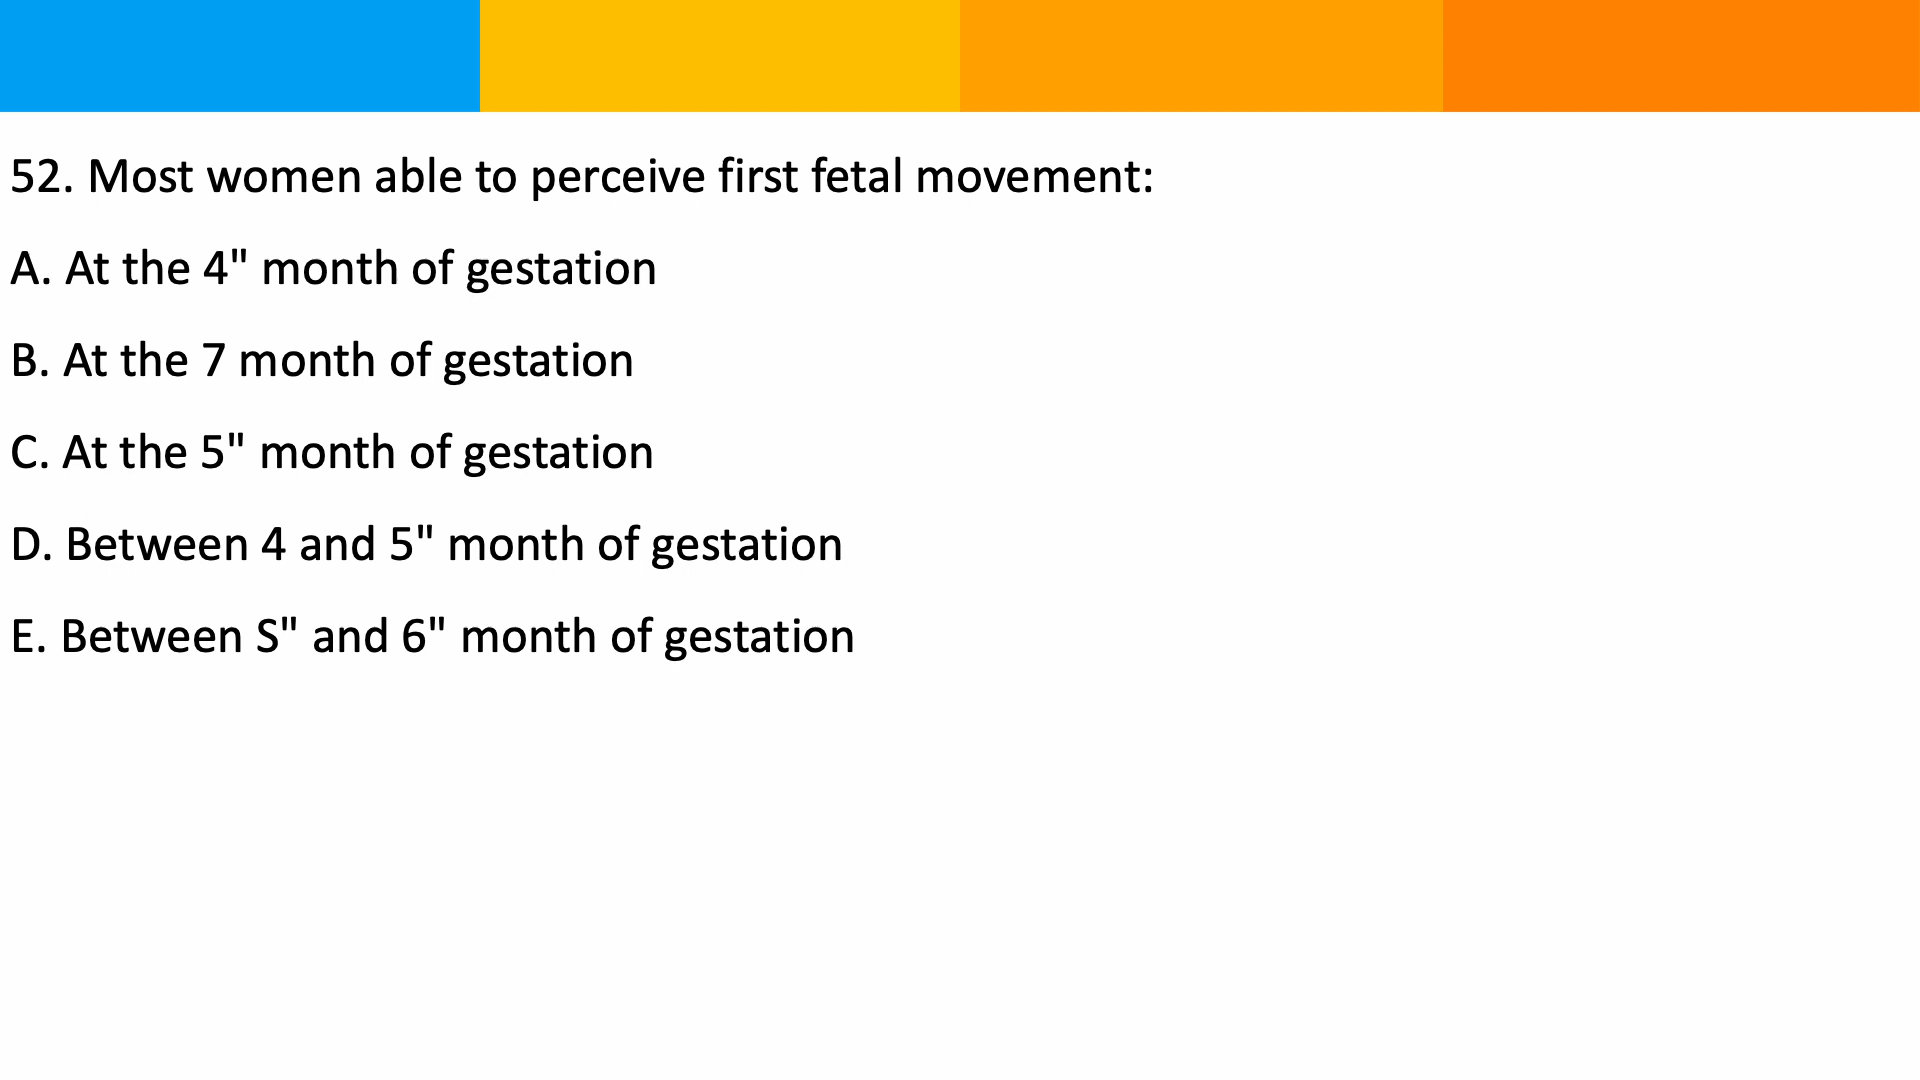 52. Most women able to perceive first fetal movement:
A. At the 4" month of gestation
B. At the 7 month of gestation
C. At the 5" month of gestation
D. Between 4 and 5" month of gestation
E. Between S" and 6" month of gestation